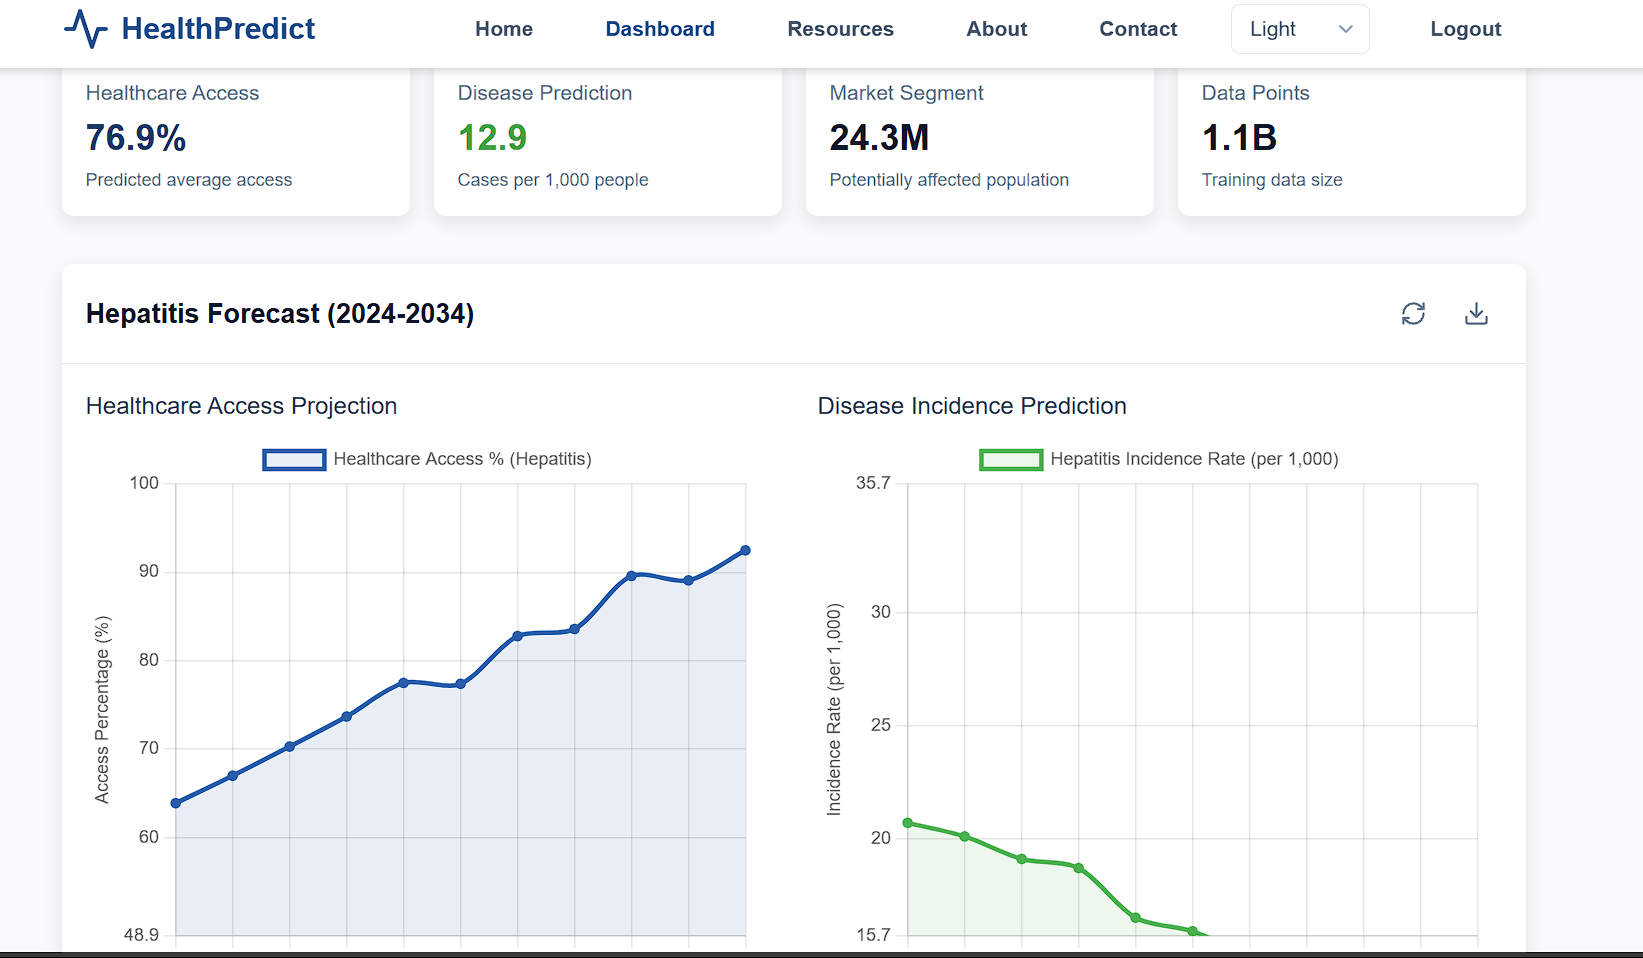 HealthPredict
Home
Dashboard
Resources
About
Contact
Light
Logout
Healthcare Access
76.9%
Predicted average access
Disease Prediction
12.9
Cases per 1,000 people
Market Segment
24.3M
Potentially affected population
Data Points
1.1B
Training data size
Hepatitis Forecast (2024-2034)
Healthcare Access Projection
Healthcare Access % (Hepatitis)
100
90
80
70
60
48.9
Access Percentage (%)
Disease Incidence Prediction
Hepatitis Incidence Rate (per 1,000)
35.7
30
25
20
15.7
Incidence Rate (per 1,000)